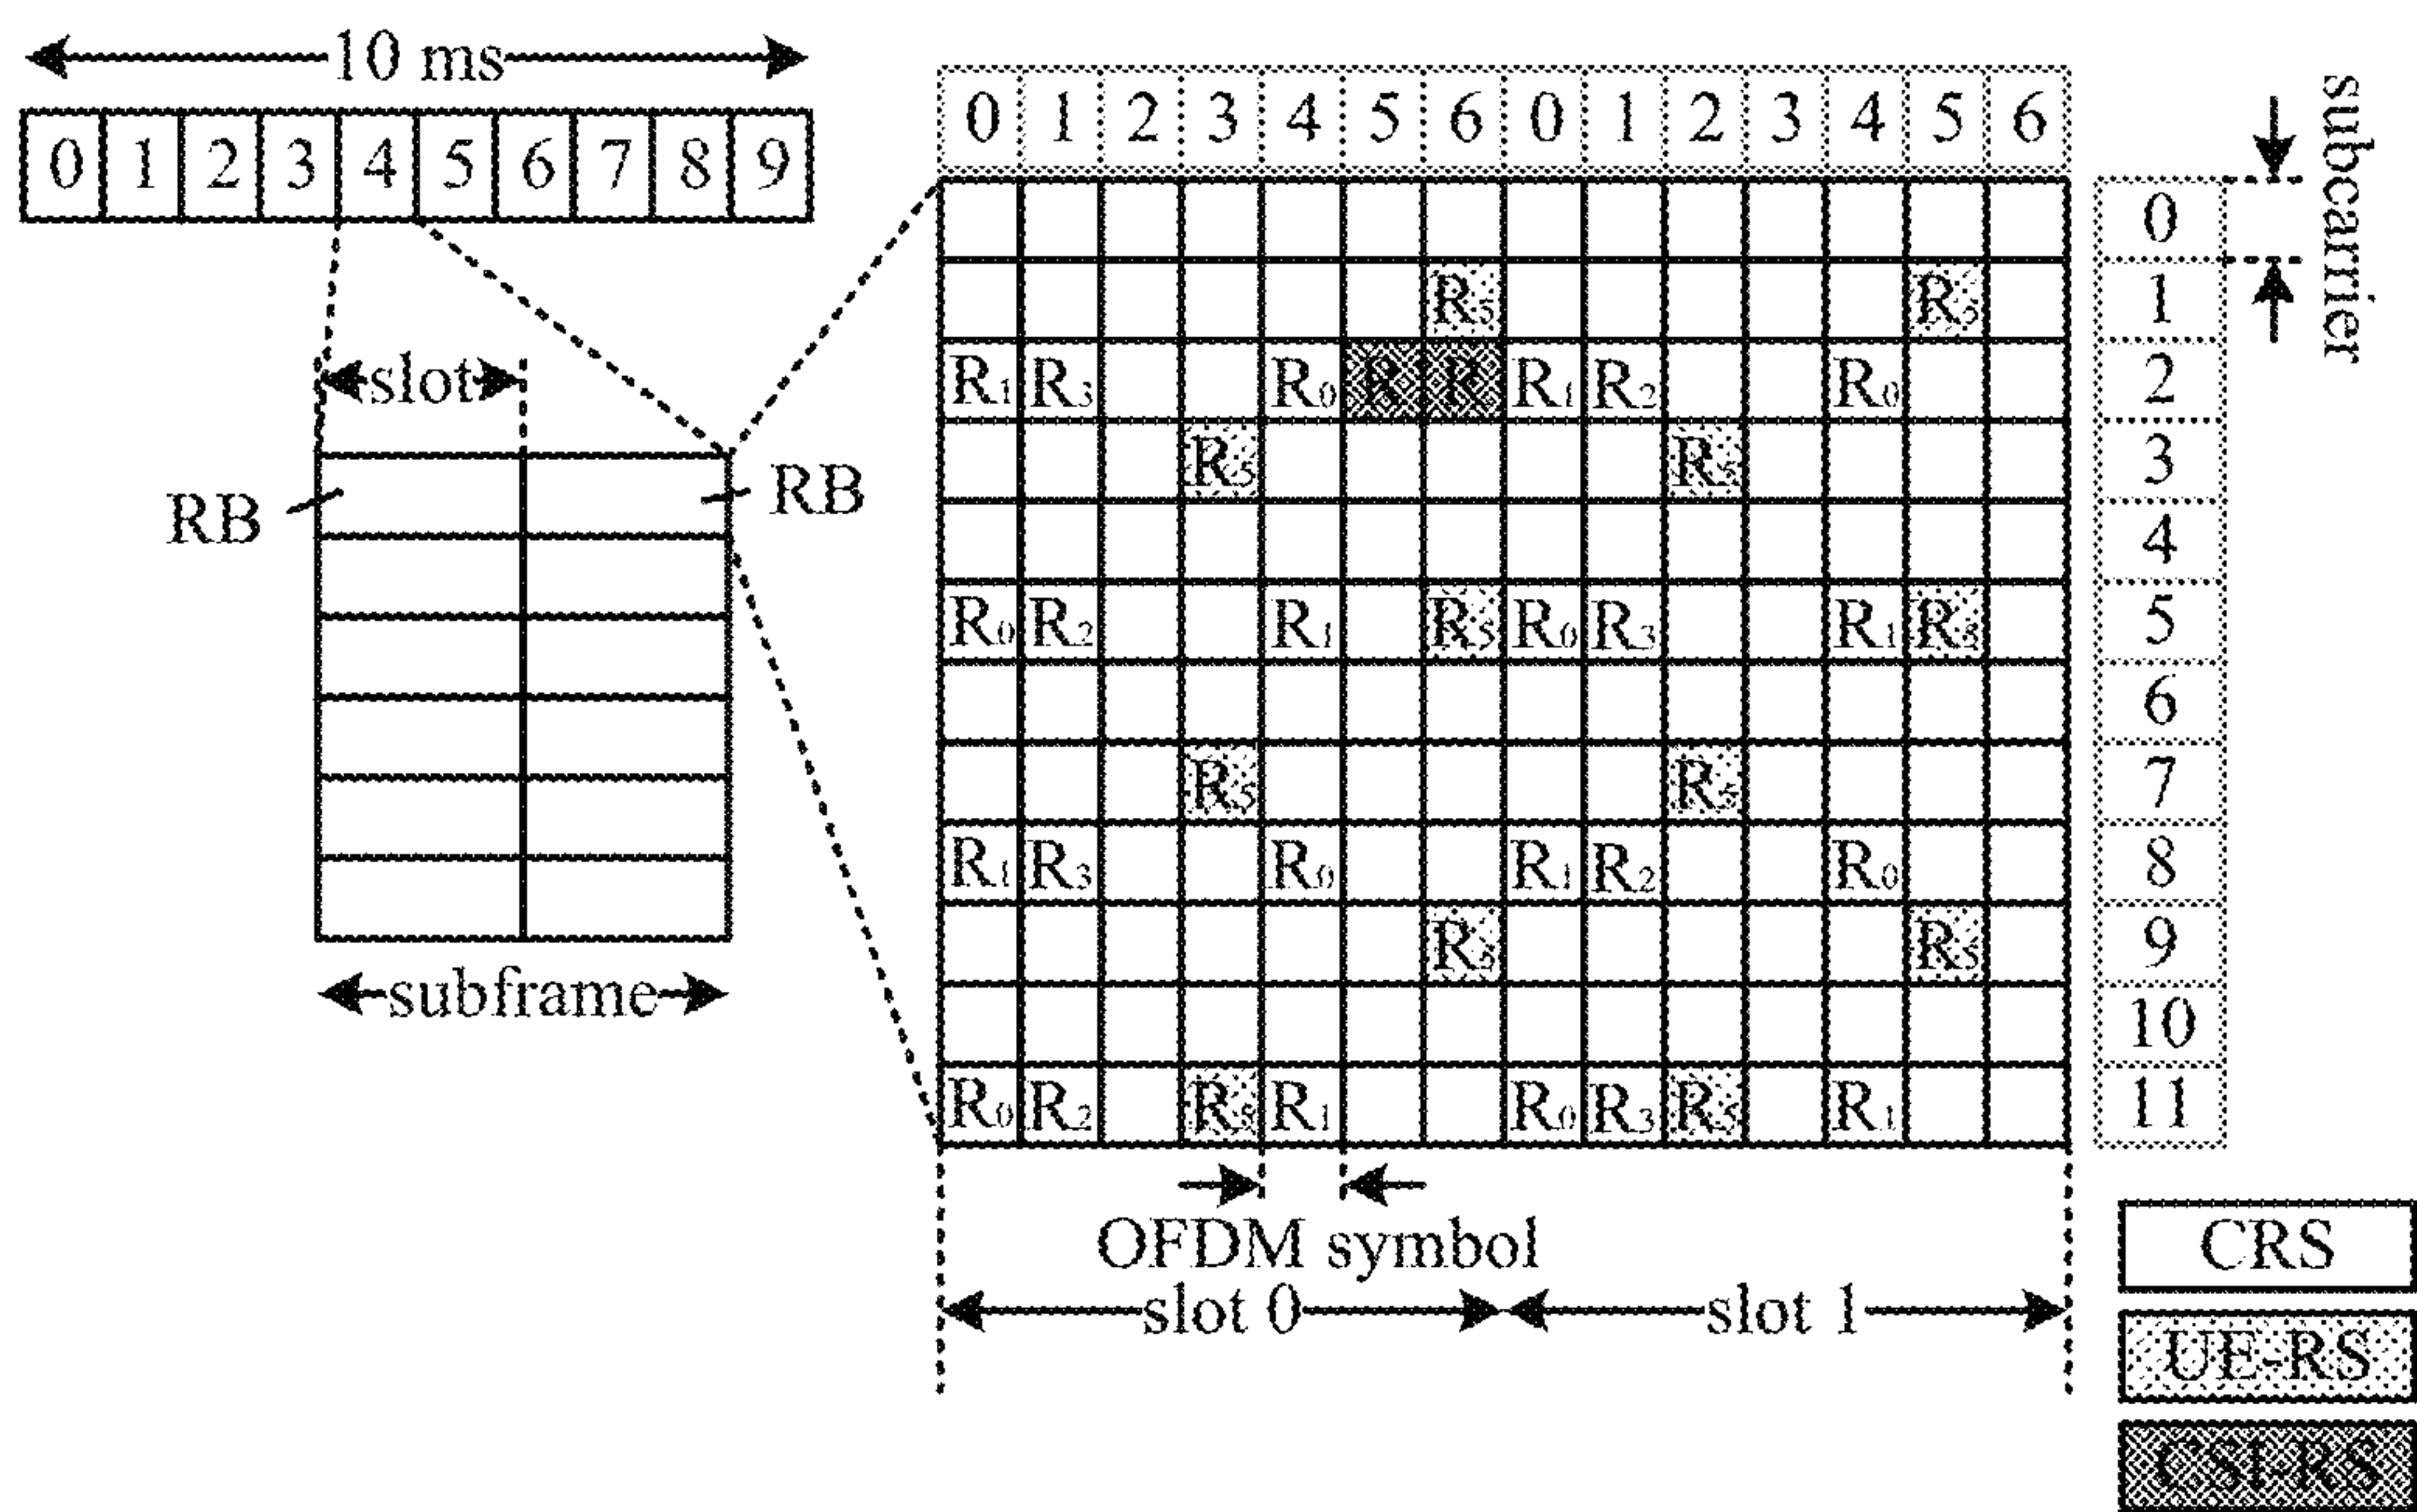 10 ms
0 1 2 3 4 5 6 7 8 9
slot
RB
RB
subframe
0 1 2 3 4 5 6 0 1 2 3 4 5 6
subcarrier
0
R5 R5 1
R1 R3 R0 R R R1 R2 R0 2
R5 R5 3
4
R0 R2 R1 R5 R0 R3 R1 R5 5
6
R5 R5 7
R1 R3 R0 R1 R2 R0 8
R5 R5 9
10
R0 R2 R5 R1 R0 R3 R5 R1 11
OFDM symbol
slot 0 slot 1
CRS
UE-RS
CSI-RS